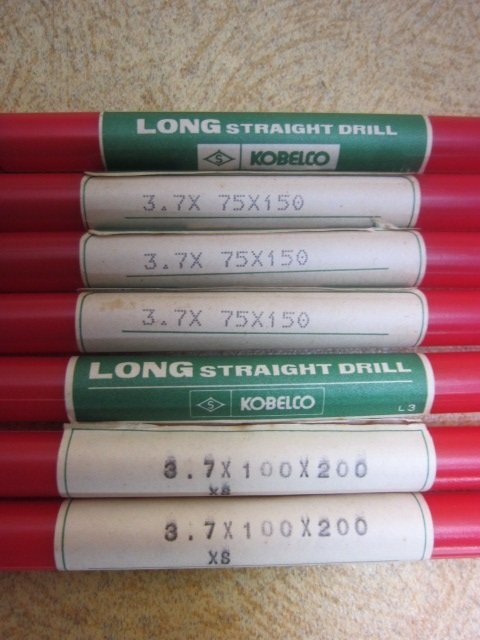 LONG STRAIGHT DRILL
S KOBELCO
3.7X 75X150
3.7X 75X150
3.7X 75X150
LONG STRAIGHT DRILL
S KOBELCO
L3
3.7X100X200
XS
3.7X100X200
XS